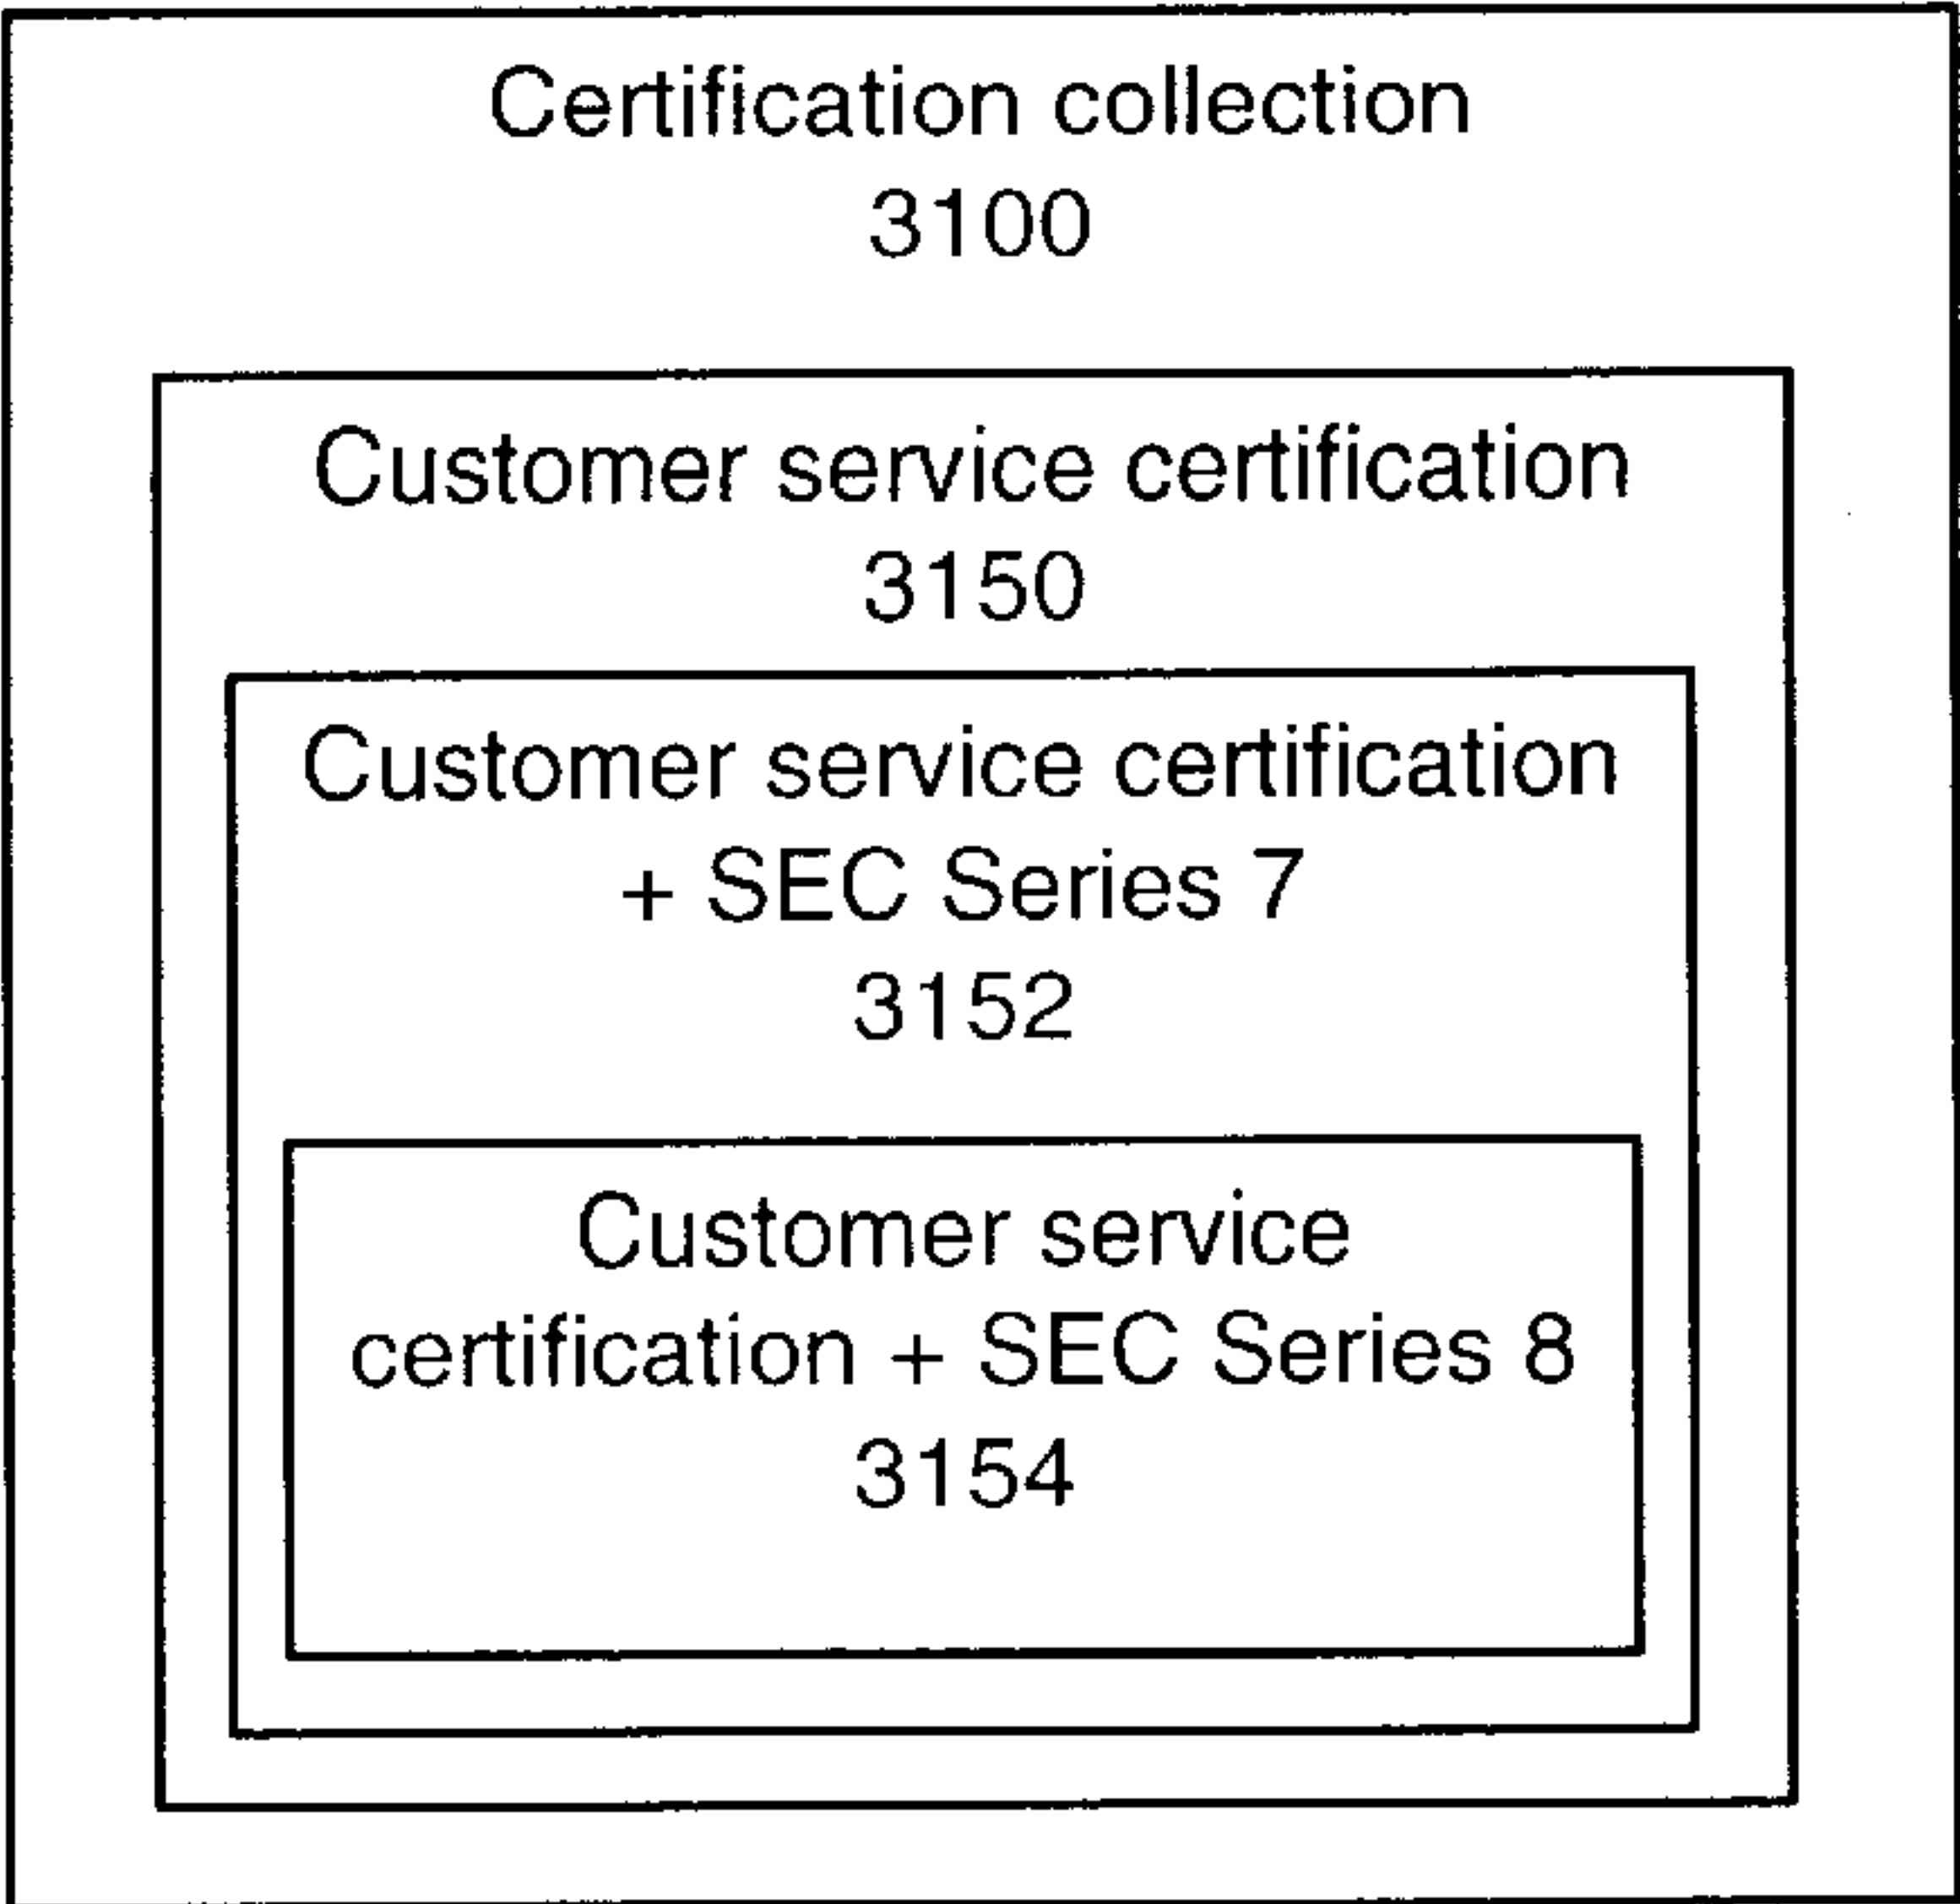 Certification collection
3100
Customer service certification
3150
Customer service certification
+ SEC Series 7
3152
Customer service
certification + SEC Series 8
3154